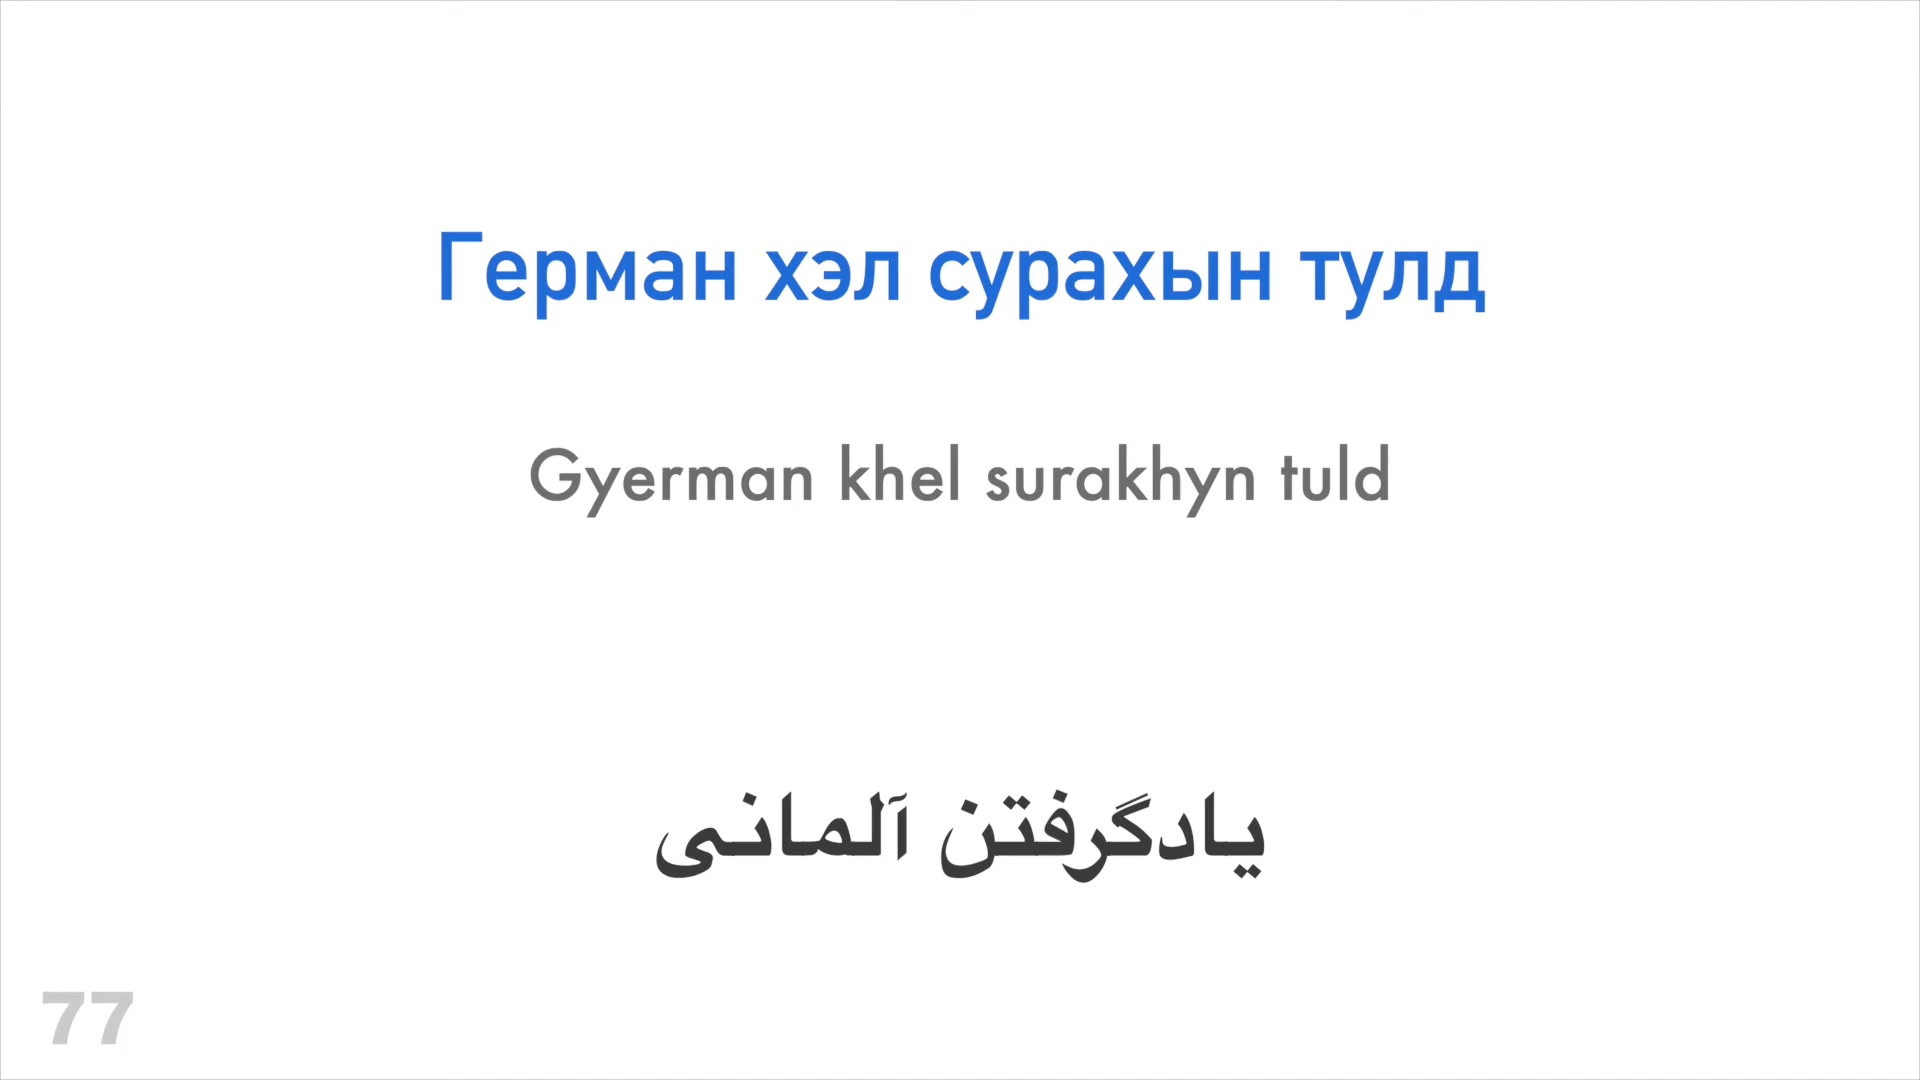 Герман хэл сурахын тулд
Gyerman khel surakhyn tuld
یادگرفتن آلمانی
77